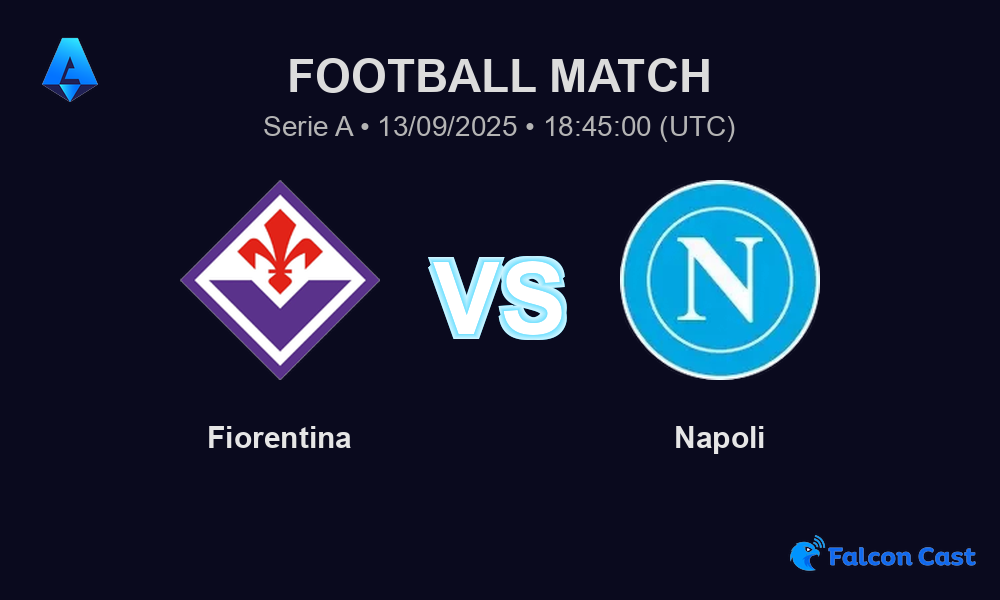 FOOTBALL MATCH
Serie A • 13/09/2025 • 18:45:00 (UTC)
VS
N
Fiorentina
Napoli
Falcon Cast